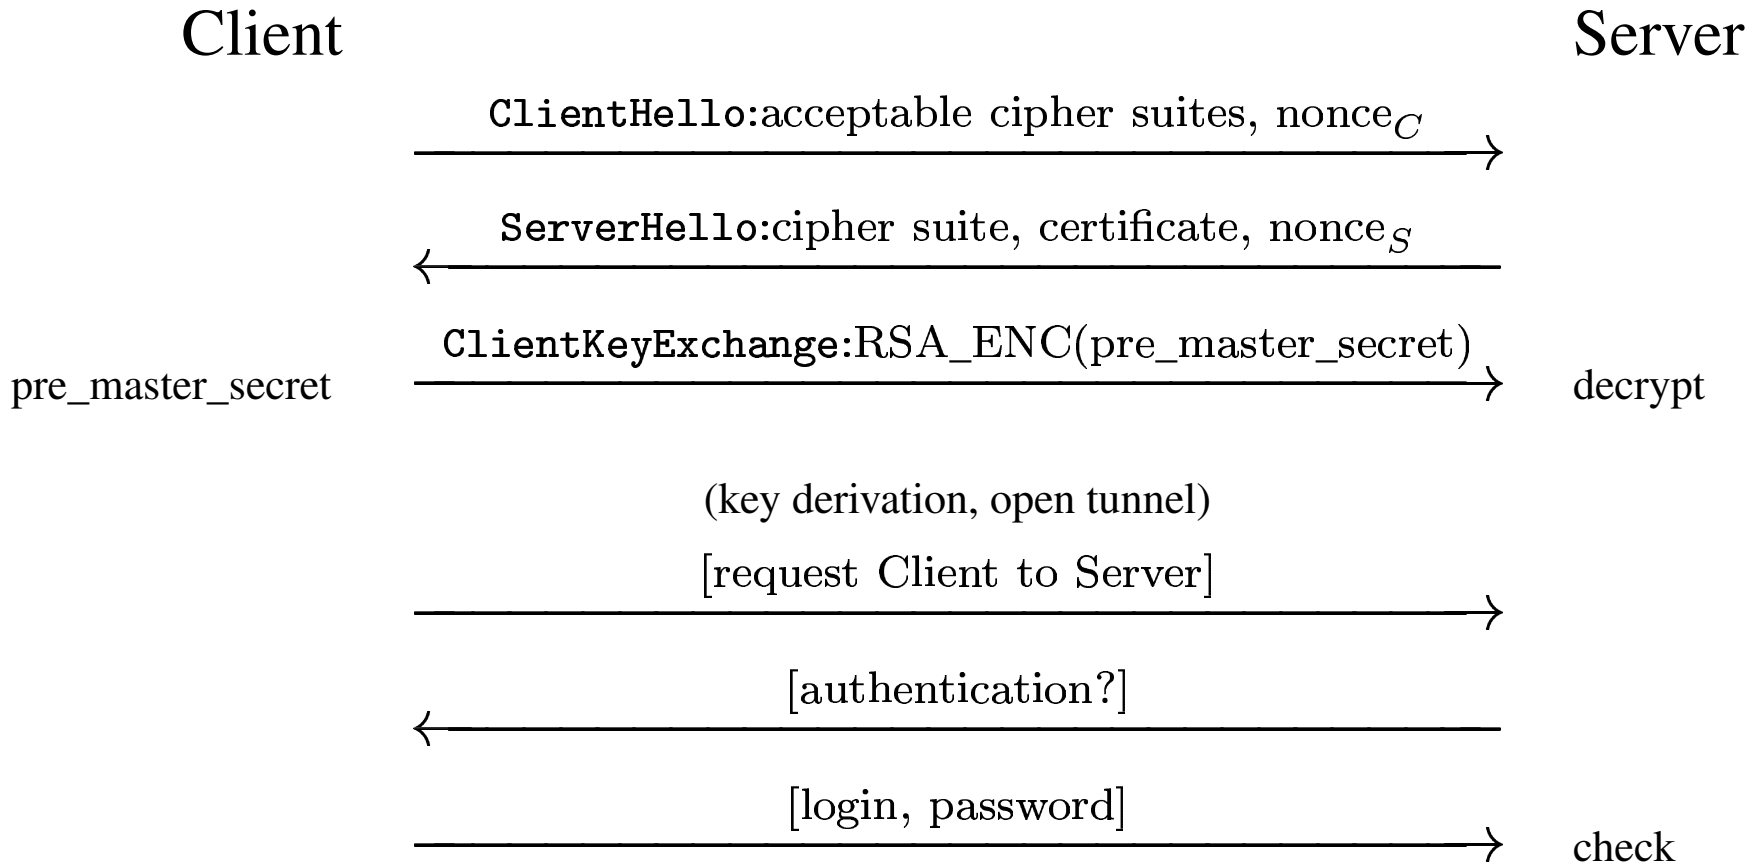 Client Server
ClientHello:acceptable cipher suites, nonce_C
ServerHello:cipher suite, certificate, nonce_S
ClientKeyExchange:RSA_ENC(pre_master_secret)
pre_master_secret decrypt
(key derivation, open tunnel)
[request Client to Server]
[authentication?]
[login, password]
check